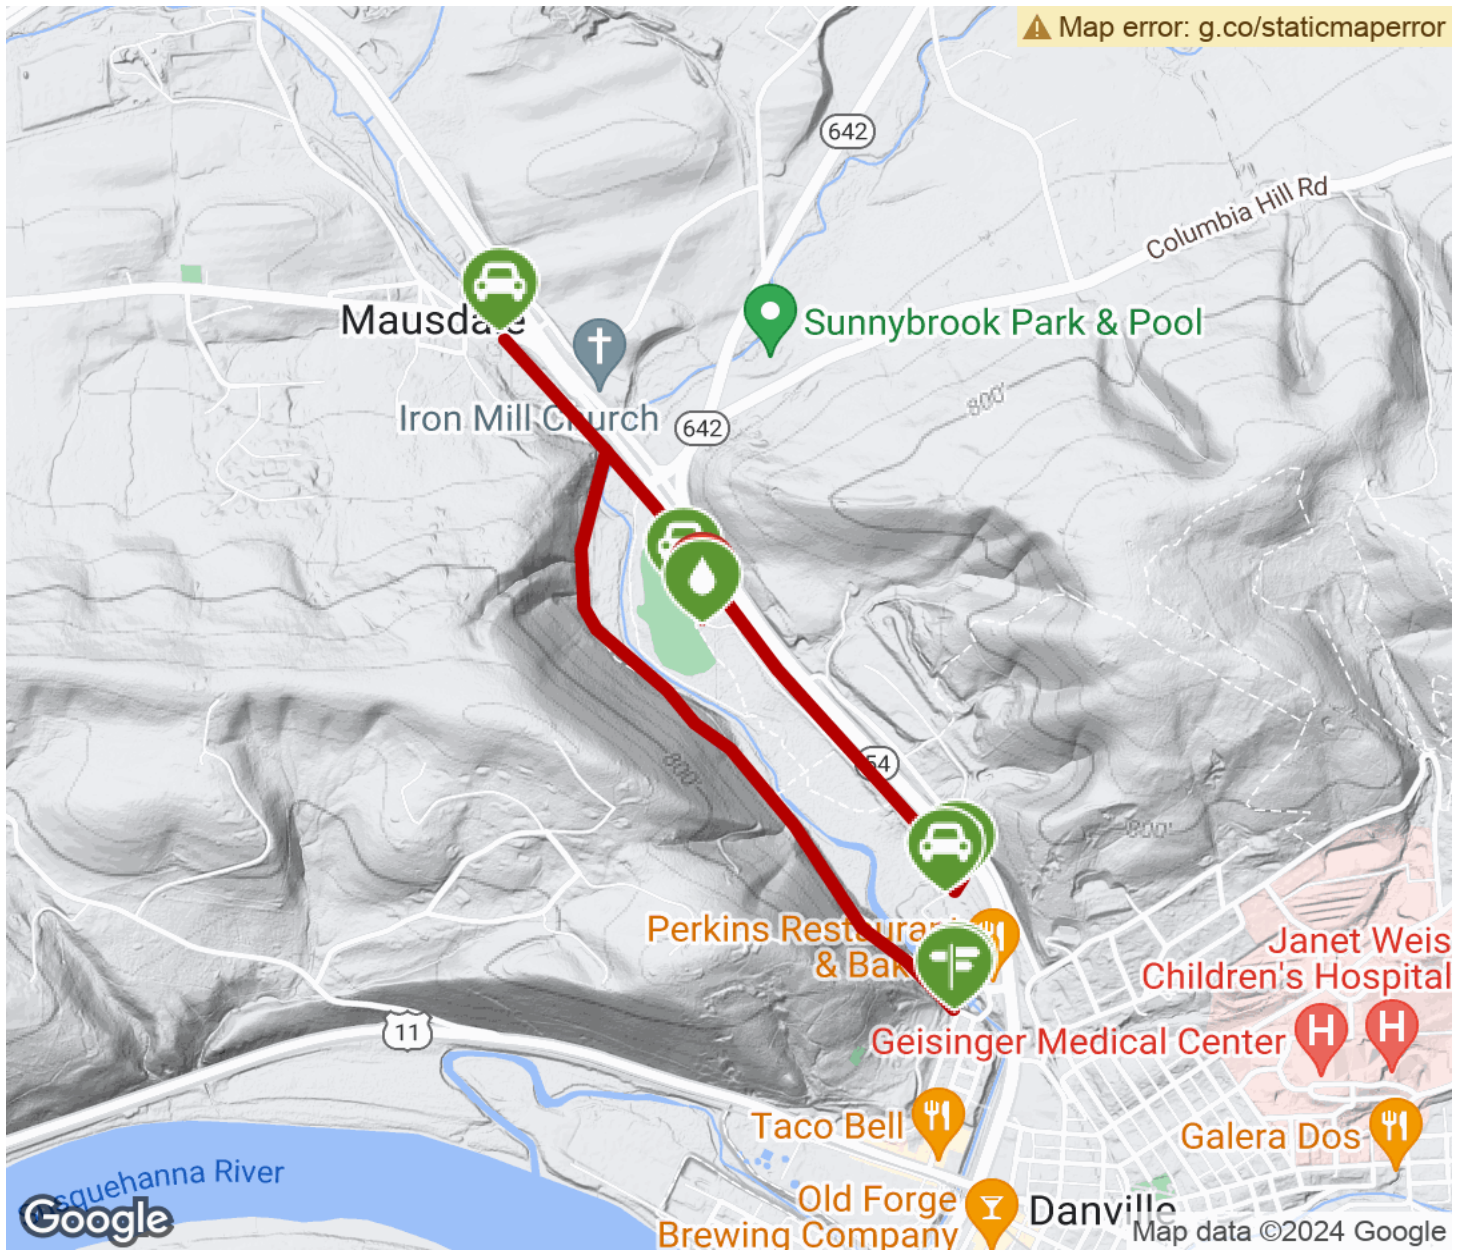 Map error: g.co/staticmaperror
642
Columbia Hill Rd
Mausdale
Sunnybrook Park & Pool
800'
Iron Mill Church
642
54
800'
800'
Perkins Restaurant
& Bak
Janet Weis
Children's Hospital
11
H
H
Geisinger Medical Center
Taco Bell
Galera Dos
Susquehanna River
Old Forge
Brewing Company
Danville
Google
Map data ©2024 Google